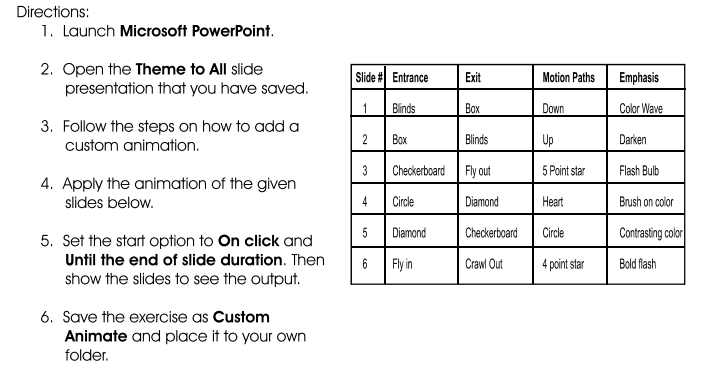 Directions:
1. Launch Microsoft PowerPoint.
2. Open the Theme to All slide
presentation that you have saved.
3. Follow the steps on how to add a
custom animation.
4. Apply the animation of the given
slides below.
5. Set the start option to On click and
Until the end of slide duration. Then
show the slides to see the output.
6. Save the exercise as Custom
Animate and place it to your own
folder.
Slide # Entrance Exit Motion Paths Emphasis
1 Blinds Box Down Color Wave
2 Box Blinds Up Darken
3 Checkerboard Fly out 5 Point star Flash Bulb
4 Circle Diamond Heart Brush on color
5 Diamond Checkerboard Circle Contrasting color
6 Fly in Crawl Out 4 point star Bold flash